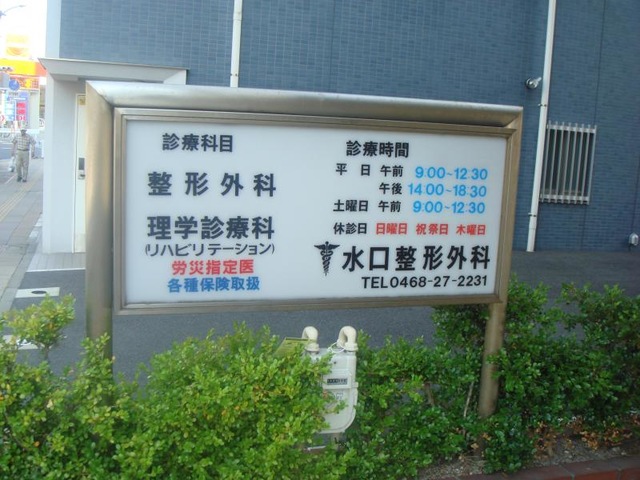 診療科目
整形外科
理学診療科
(リハビリテーション)
労災指定医
各種保険取扱
診療時間
平日 午前 9:00~12:30
午後 14:00~18:30
土曜日 午前 9:00~12:30
休診日 日曜日 祝祭日 木曜日
水口整形外科
TEL0468-27-2231